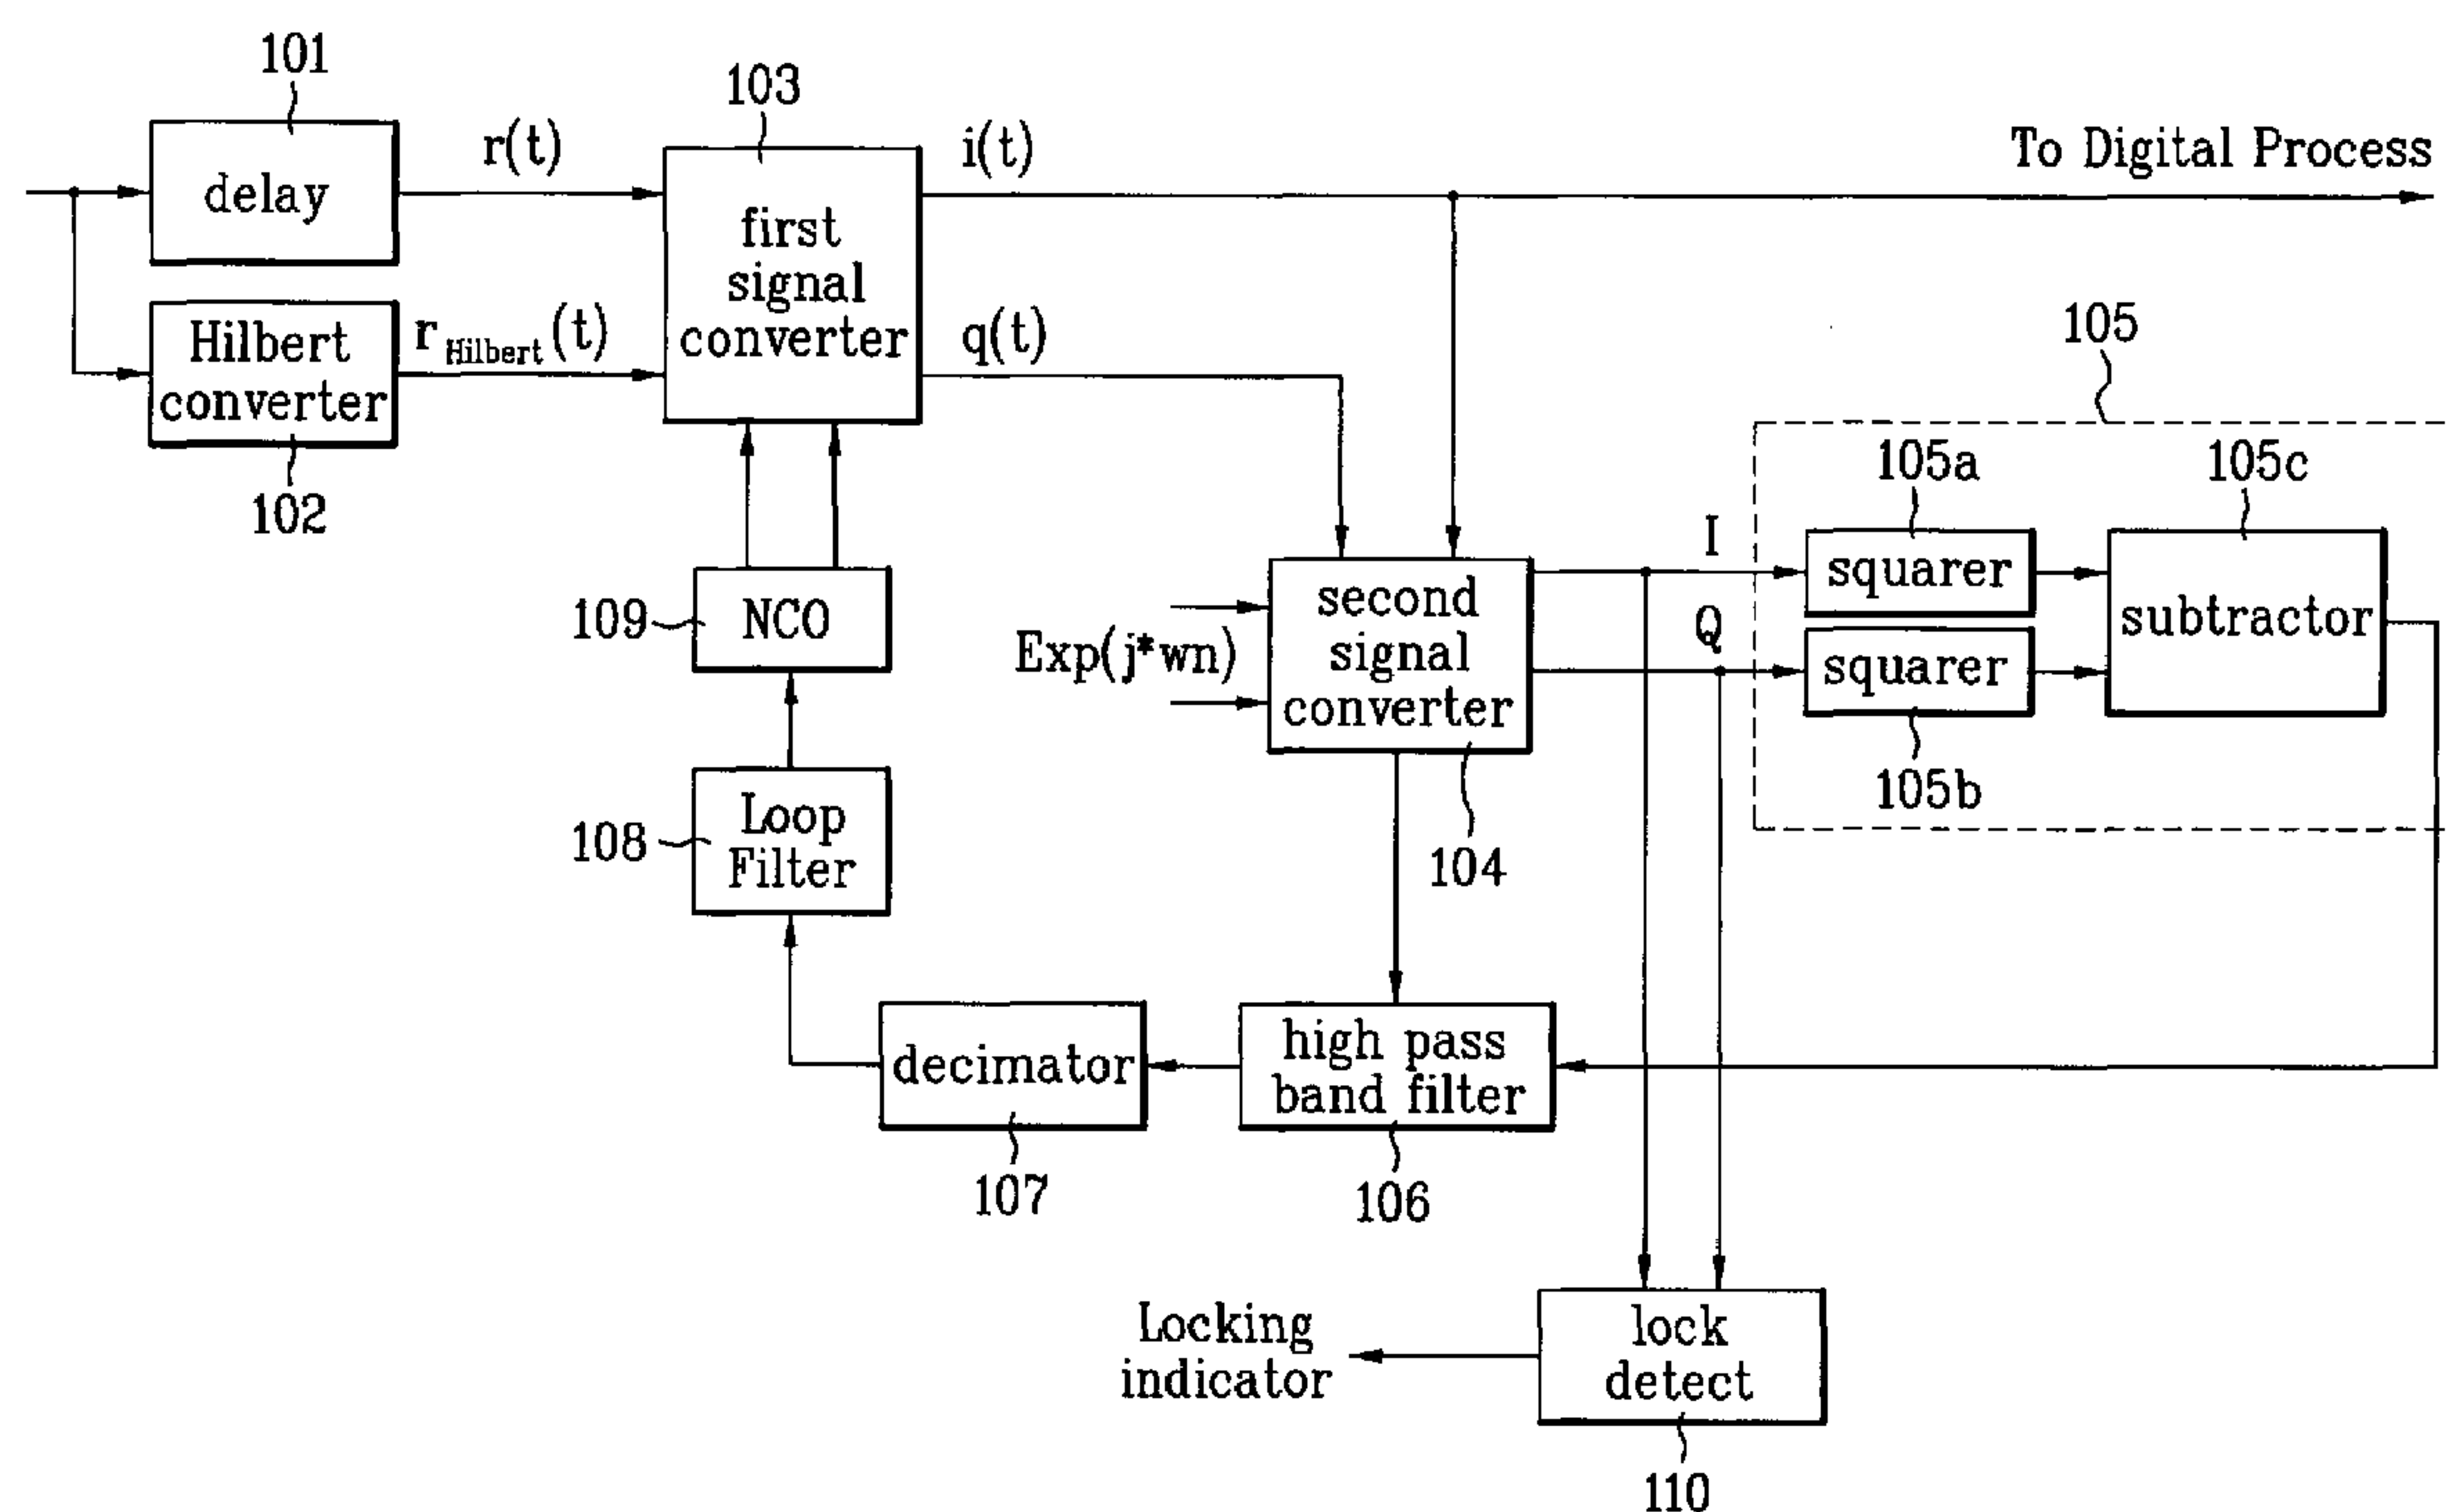 101
103
delay
r(t)
i(t)
To Digital Process
first
signal
converter
Hilbert
converter
r Hilbert (t)
q(t)
102
105
105a
105c
I
squarer
Q
squarer
subtractor
105b
109
NCO
Exp(j*wn)
second
signal
converter
104
108
Loop
Filter
decimator
107
high pass
band filter
106
Locking
indicator
lock
detect
110